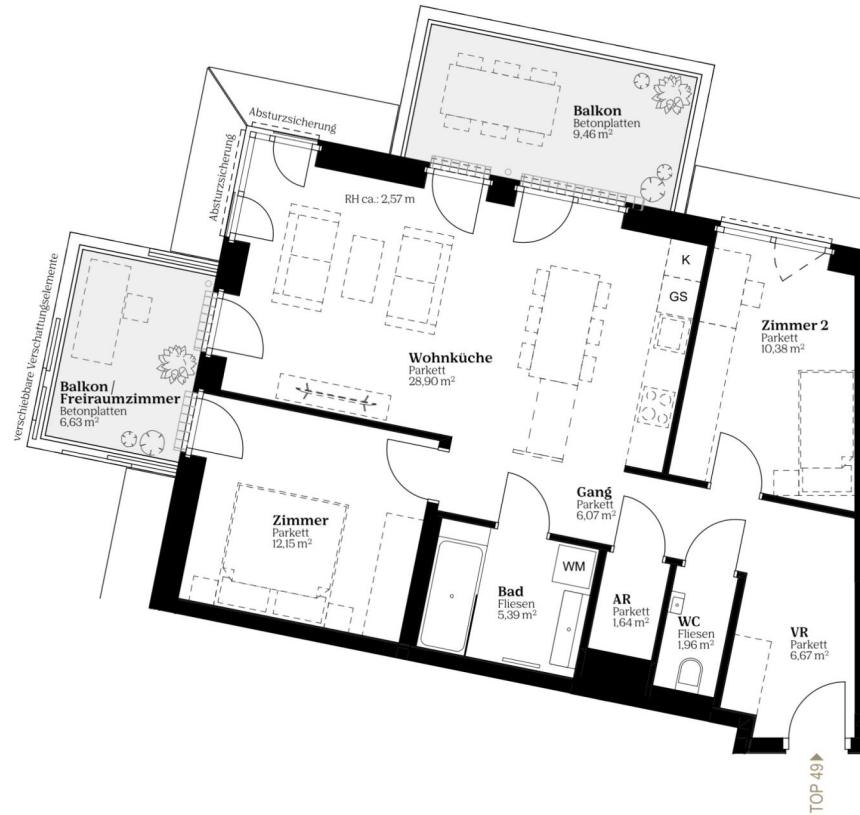 Absturzsicherung
Absturzsicherung
Balkon
Betonplatten
9,46 m²
RH ca.: 2,57 m
verschiebbare Verschattungselemente
K
GS
Zimmer 2
Parkett
10,38 m²
Wohnküche
Parkett
28,90 m²
Balkon /
Freiraumzimmer
Betonplatten
6,63 m²
Zimmer
Parkett
12,15 m²
Gang
Parkett
6,07 m²
WM
Bad
Fliesen
5,39 m²
AR
Parkett
1,64 m²
WC
Fliesen
1,96 m²
VR
Parkett
6,67 m²
TOP 49